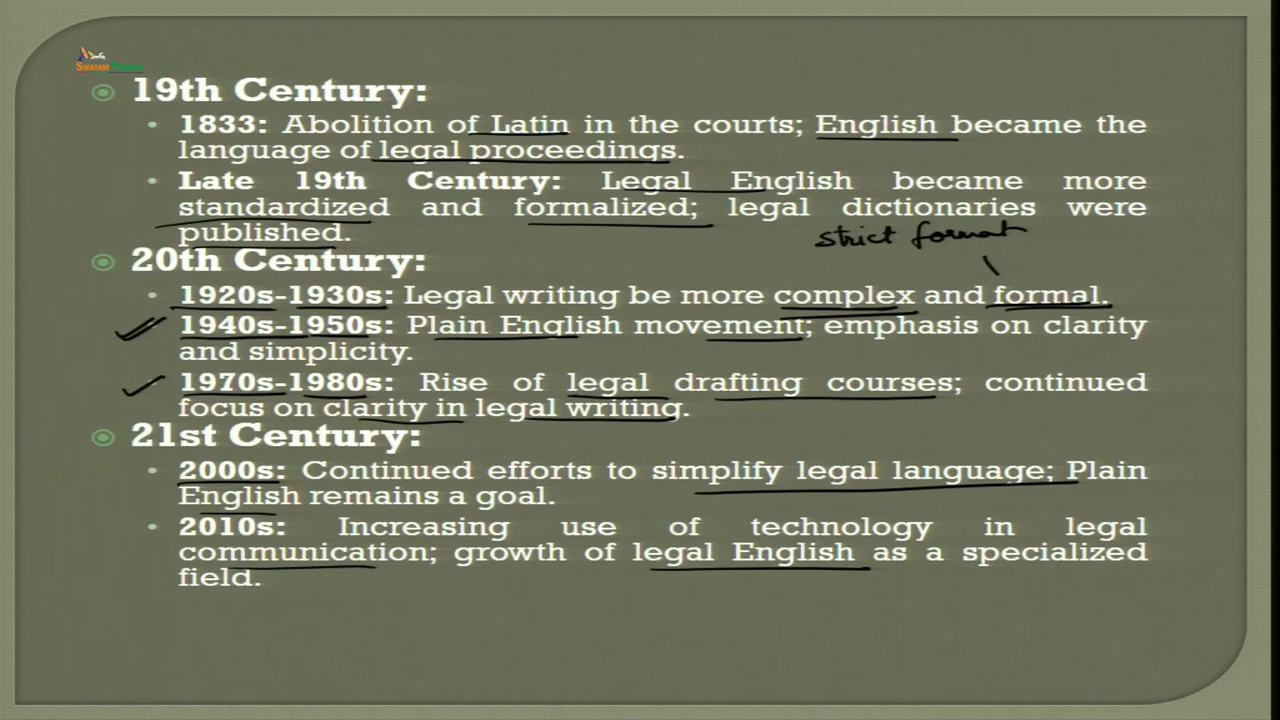 SWAYAM
19th Century:
1833: Abolition of Latin in the courts; English became the
language of legal proceedings.
Late 19th Century: Legal English became more
standardized and formalized; legal dictionaries were
published.
strict format
20th Century:
1920s-1930s: Legal writing be more complex and formal.
1940s-1950s: Plain English movement; emphasis on clarity
and simplicity.
1970s-1980s: Rise of legal drafting courses; continued
focus on clarity in legal writing.
21st Century:
2000s: Continued efforts to simplify legal language; Plain
English remains a goal.
2010s: Increasing use of technology in legal
communication; growth of legal English as a specialized
field.